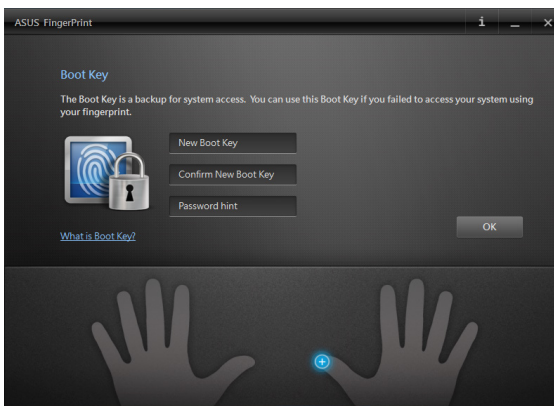 ASUS FingerPrint
Boot Key
The Boot Key is a backup for system access. You can use this Boot Key if you failed to access your system using
your fingerprint.
New Boot Key
Confirm New Boot Key
Password hint
What is Boot Key?
OK